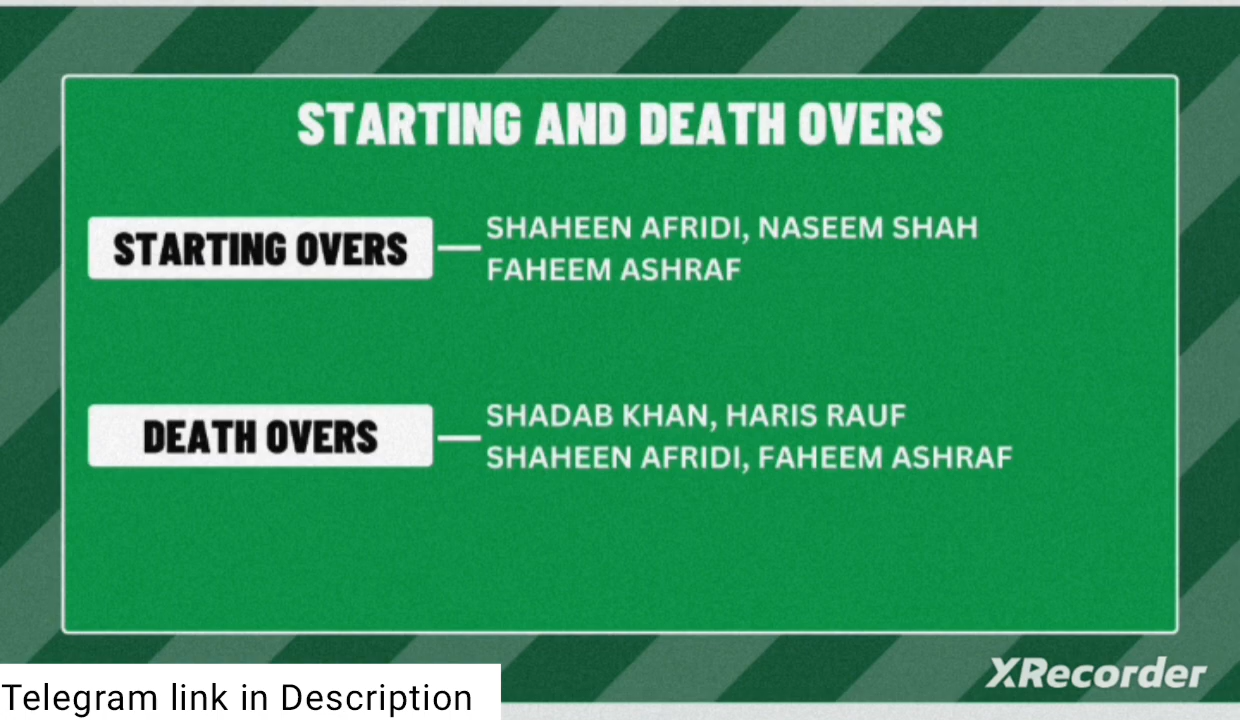 STARTING AND DEATH OVERS
STARTING OVERS
SHAHEEN AFRIDI, NASEEM SHAH
FAHEEM ASHRAF
DEATH OVERS
SHADAB KHAN, HARIS RAUF
SHAHEEN AFRIDI, FAHEEM ASHRAF
XRecorder
Telegram link in Description